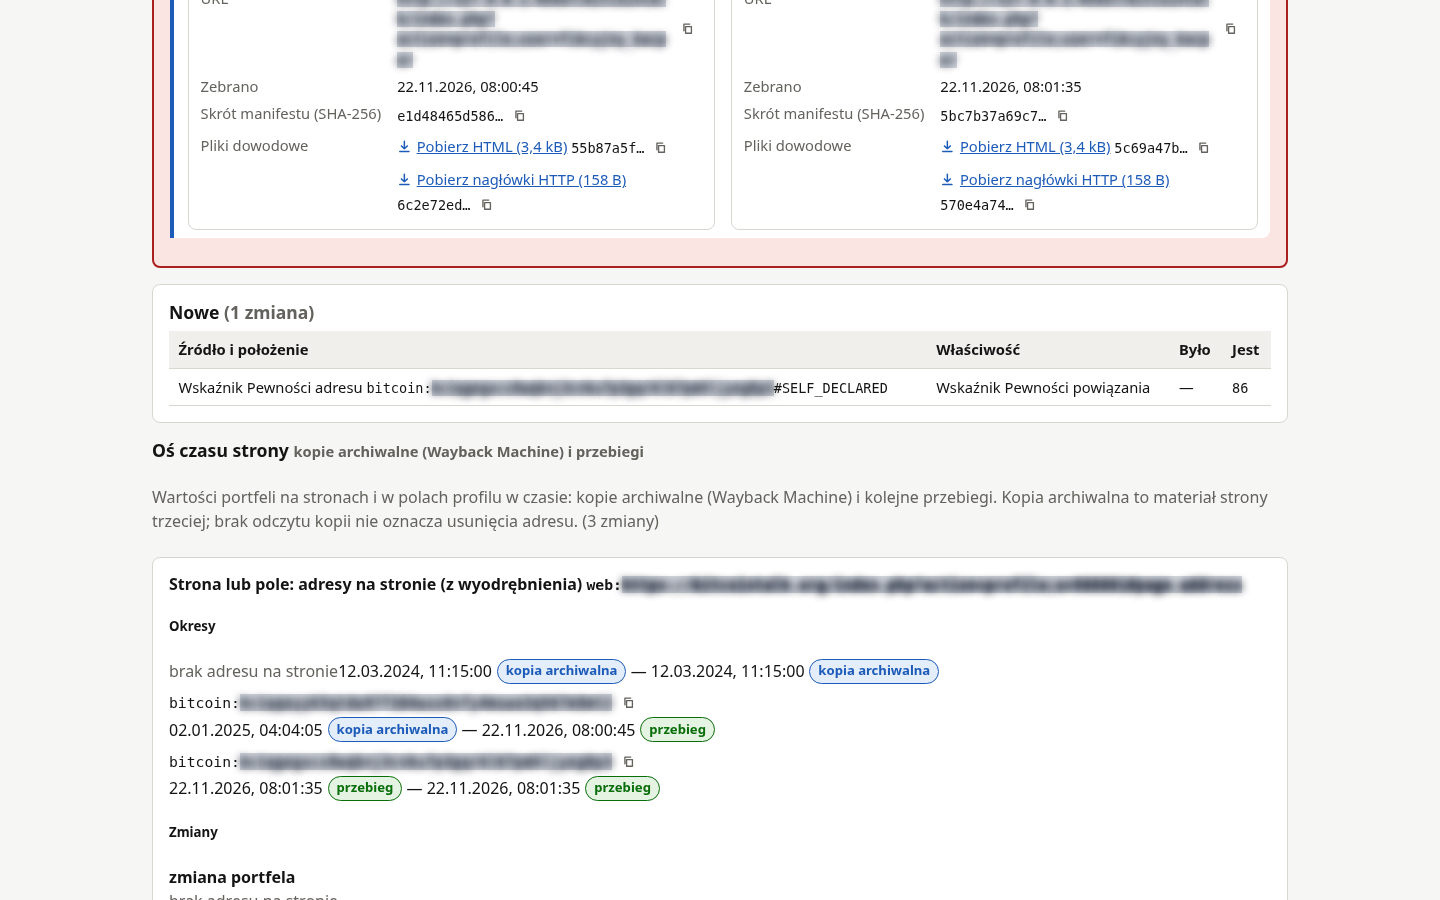 URL
URL
Zebrano
22.11.2026, 08:00:45
Skrót manifestu (SHA-256)
e1d48465d586…
Pliki dowodowe
Pobierz HTML (3,4 kB) 55b87a5f…
Pobierz nagłówki HTTP (158 B)
6c2e72ed…
Zebrano
22.11.2026, 08:01:35
Skrót manifestu (SHA-256)
5bc7b37a69c7…
Pliki dowodowe
Pobierz HTML (3,4 kB) 5c69a47b…
Pobierz nagłówki HTTP (158 B)
570e4a74…
Nowe (1 zmiana)
Źródło i położenie Właściwość Było Jest
Wskaźnik Pewności adresu bitcoin: #SELF_DECLARED Wskaźnik Pewności powiązania — 86
Oś czasu strony kopie archiwalne (Wayback Machine) i przebiegi
Wartości portfeli na stronach i w polach profilu w czasie: kopie archiwalne (Wayback Machine) i kolejne przebiegi. Kopia archiwalna to materiał strony
trzeciej; brak odczytu kopii nie oznacza usunięcia adresu. (3 zmiany)
Strona lub pole: adresy na stronie (z wyodrębnienia) web:
Okresy
brak adresu na stronie12.03.2024, 11:15:00 kopia archiwalna — 12.03.2024, 11:15:00 kopia archiwalna
bitcoin:
02.01.2025, 04:04:05 kopia archiwalna — 22.11.2026, 08:00:45 przebieg
bitcoin:
22.11.2026, 08:01:35 przebieg — 22.11.2026, 08:01:35 przebieg
Zmiany
zmiana portfela
brak adresu na stronie